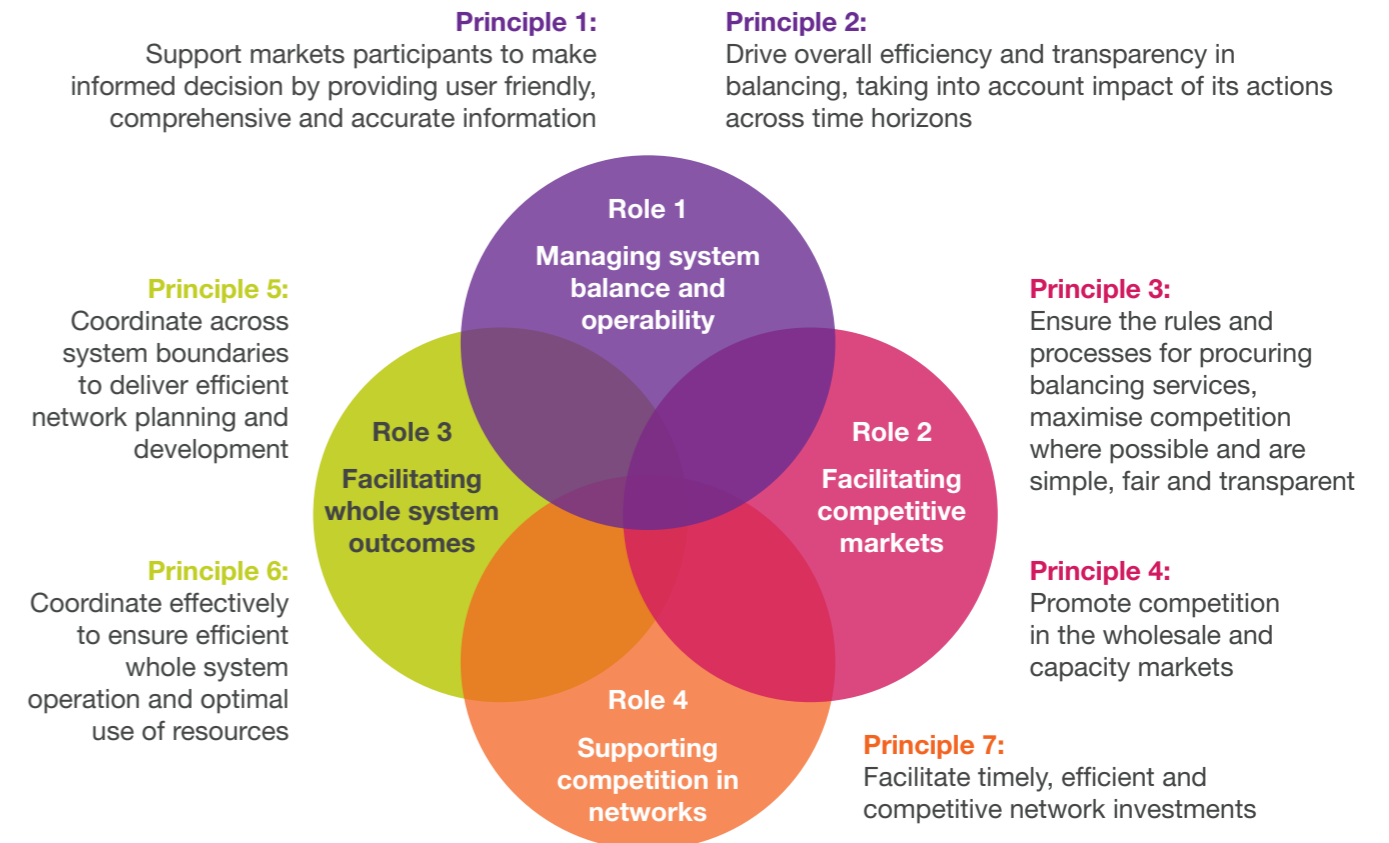 Principle 1:
Support markets participants to make
informed decision by providing user friendly,
comprehensive and accurate information
Principle 2:
Drive overall efficiency and transparency in
balancing, taking into account impact of its actions
across time horizons
Role 1
Managing system
balance and
operability
Principle 5:
Coordinate across
system boundaries
to deliver efficient
network planning and
development
Principle 3:
Ensure the rules and
processes for procuring
balancing services,
maximise competition
where possible and are
simple, fair and transparent
Role 3
Facilitating
whole system
outcomes
Role 2
Facilitating
competitive
markets
Principle 6:
Coordinate effectively
to ensure efficient
whole system
operation and optimal
use of resources
Principle 4:
Promote competition
in the wholesale and
capacity markets
Role 4
Supporting
competition in
networks
Principle 7:
Facilitate timely, efficient and
competitive network investments